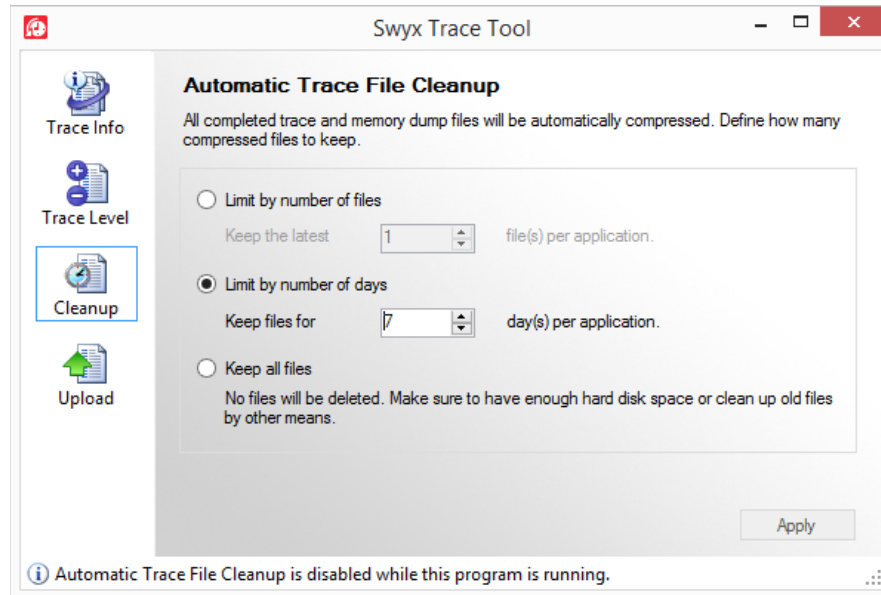 Swyx Trace Tool
Trace Info
Trace Level
Cleanup
Upload
Automatic Trace File Cleanup
All completed trace and memory dump files will be automatically compressed. Define how many
compressed files to keep.
Limit by number of files
Keep the latest 1 file(s) per application.
Limit by number of days
Keep files for 7 day(s) per application.
Keep all files
No files will be deleted. Make sure to have enough hard disk space or clean up old files
by other means.
Apply
Automatic Trace File Cleanup is disabled while this program is running.